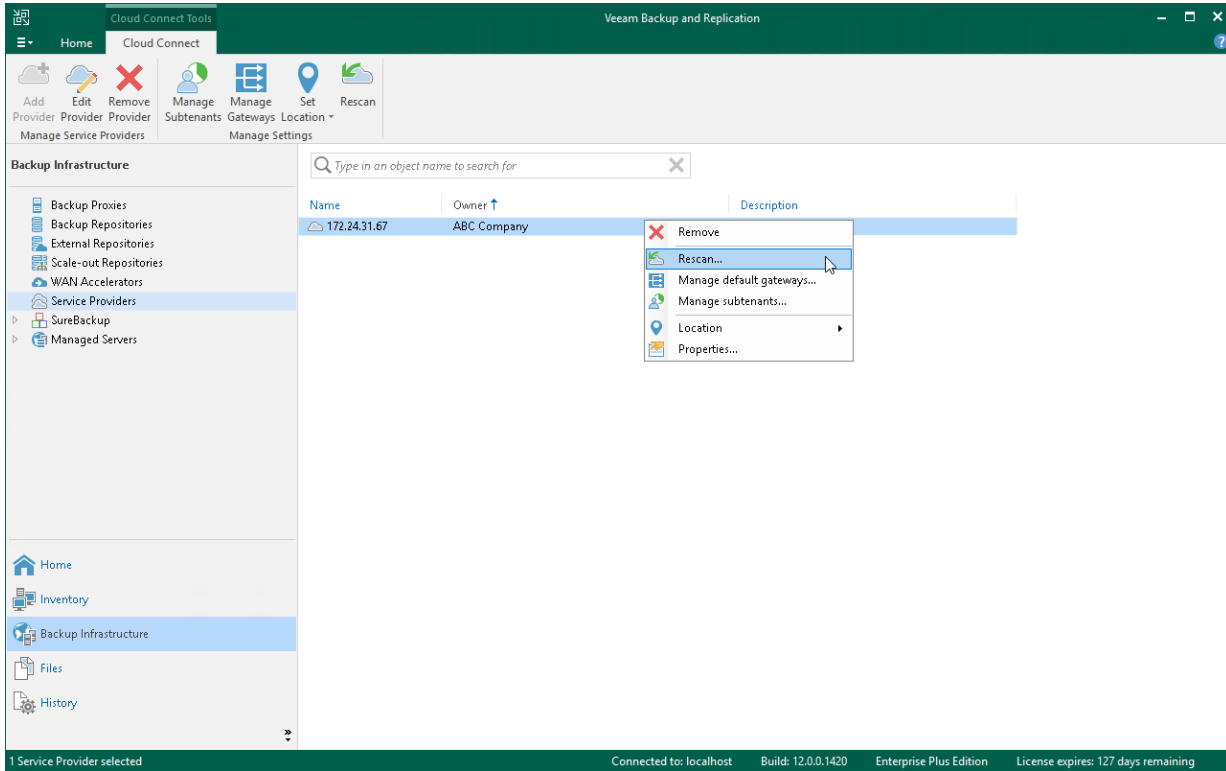 Cloud Connect Tools
Veeam Backup and Replication
Home
Cloud Connect
Add Provider
Edit Provider
Remove Provider
Manage Subtenants
Manage Gateways
Set Location
Rescan
Manage Service Providers
Manage Settings
Backup Infrastructure
Type in an object name to search for
Backup Proxies
Backup Repositories
External Repositories
Scale-out Repositories
WAN Accelerators
Service Providers
SureBackup
Managed Servers
Name Owner Description
172.24.31.67 ABC Company
Remove
Rescan...
Manage default gateways...
Manage subtenants...
Location
Properties...
Home
Inventory
Backup Infrastructure
Files
History
1 Service Provider selected
Connected to: localhost
Build: 12.0.0.1420
Enterprise Plus Edition
License expires: 127 days remaining